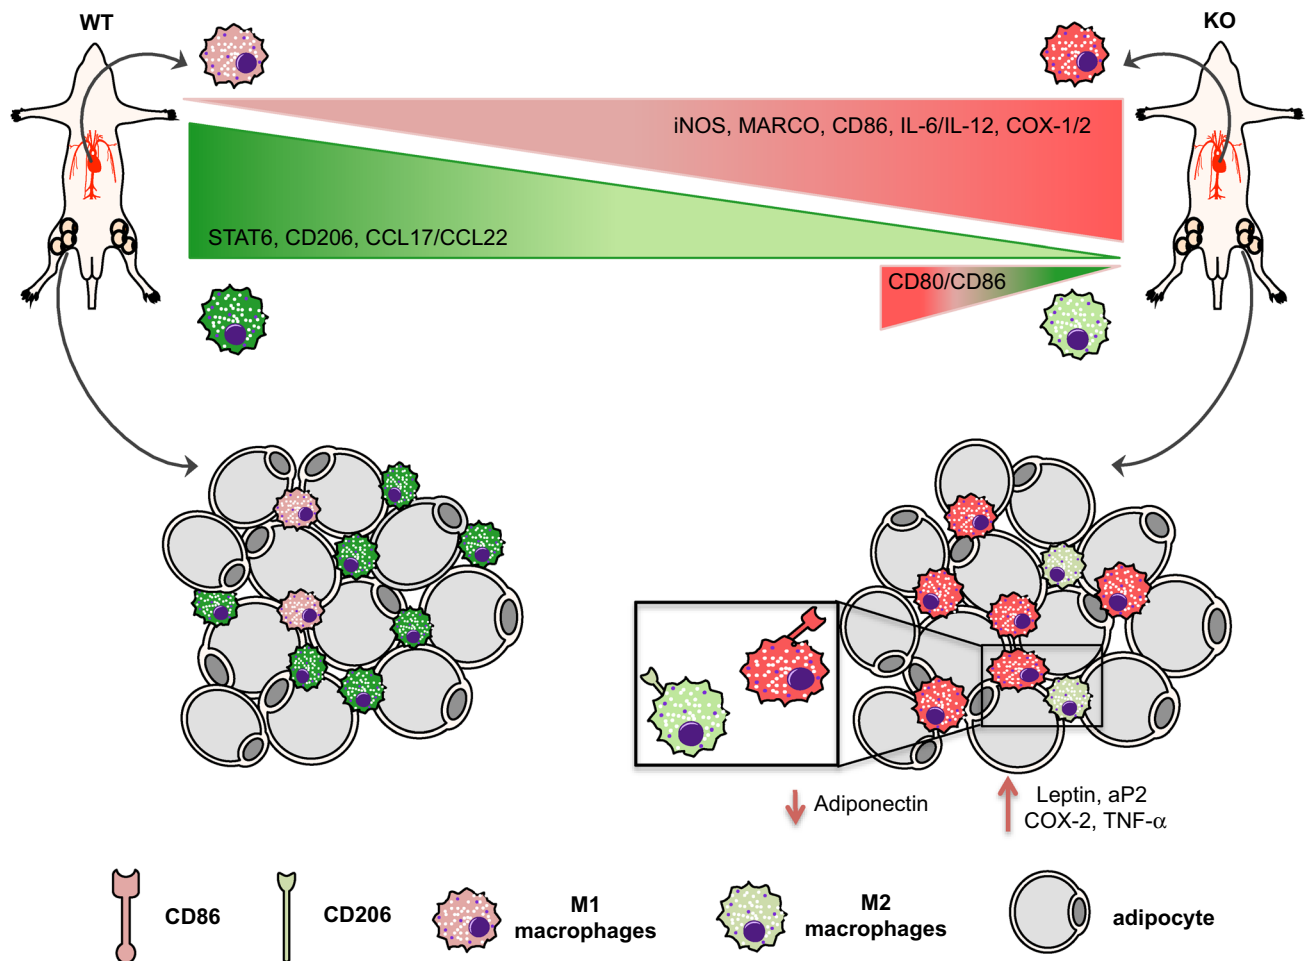 WT
KO
iNOS, MARCO, CD86, IL-6/IL-12, COX-1/2
STAT6, CD206, CCL17/CCL22
CD80/CD86
Adiponectin
Leptin, aP2
COX-2, TNF-α
CD86
CD206
M1
macrophages
M2
macrophages
adipocyte